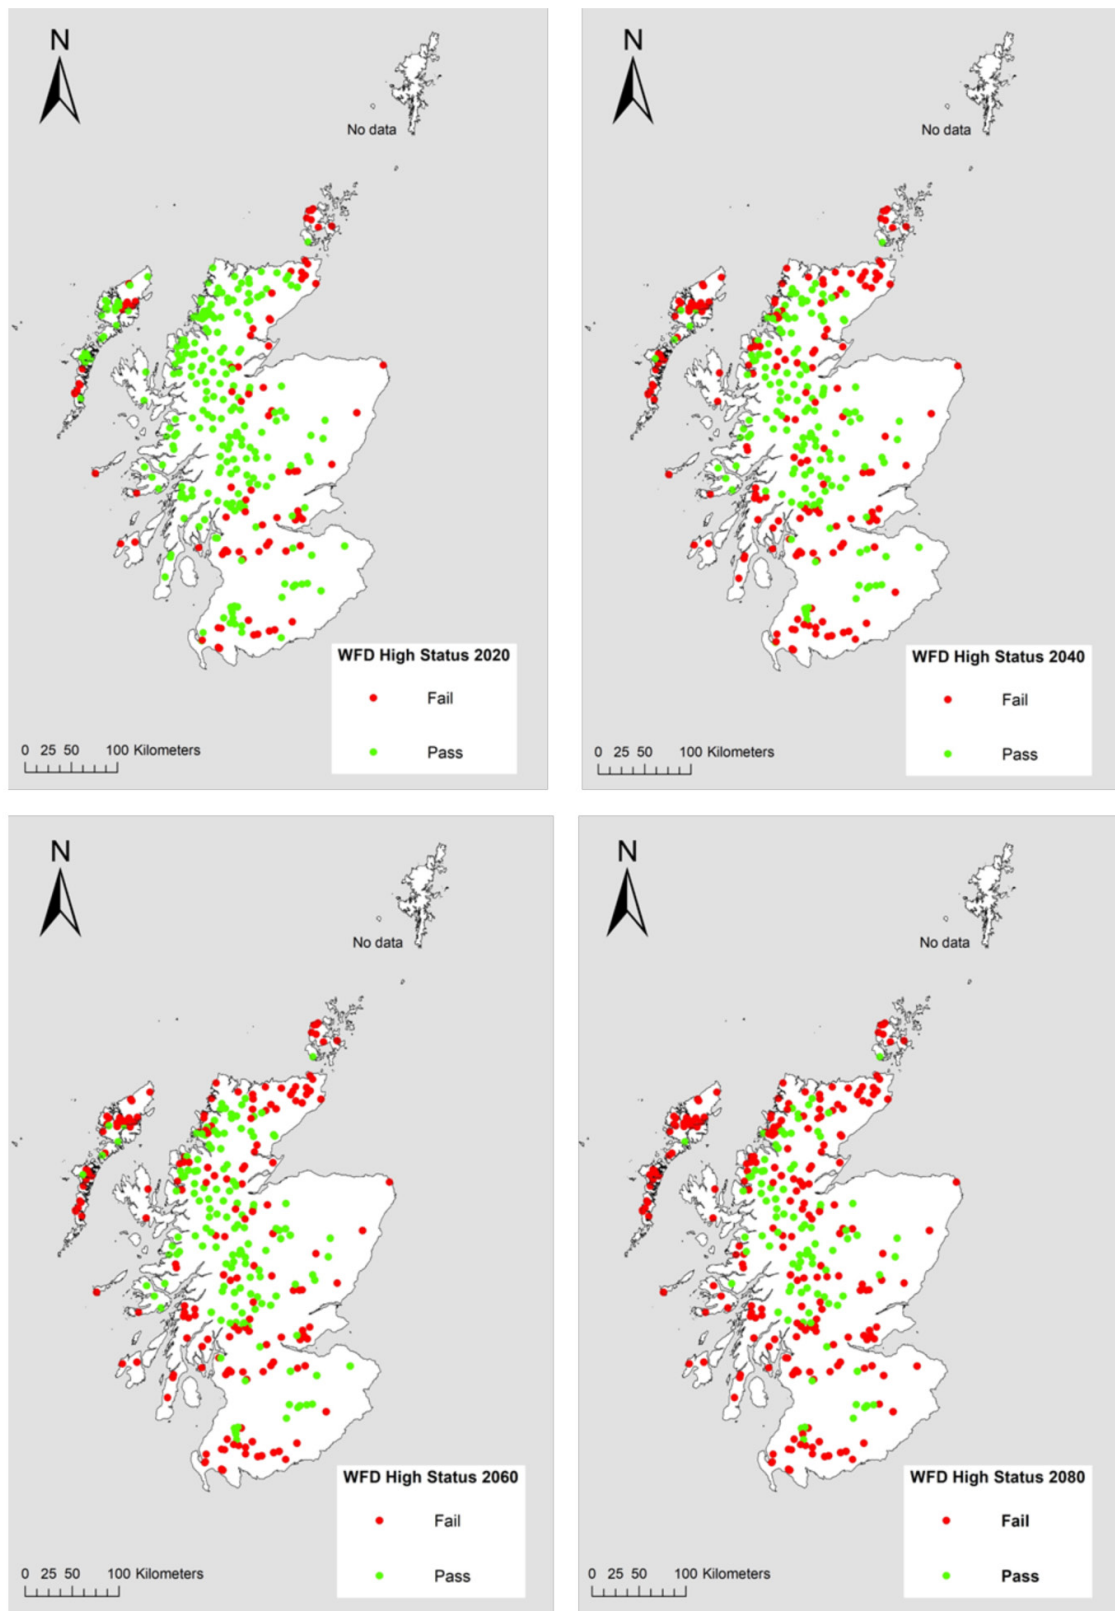 N
No data
WFD High Status 2020
Fail
Pass
0 25 50 100 Kilometers
N
No data
WFD High Status 2040
Fail
Pass
0 25 50 100 Kilometers
N
No data
WFD High Status 2060
Fail
Pass
0 25 50 100 Kilometers
N
No data
WFD High Status 2080
Fail
Pass
0 25 50 100 Kilometers